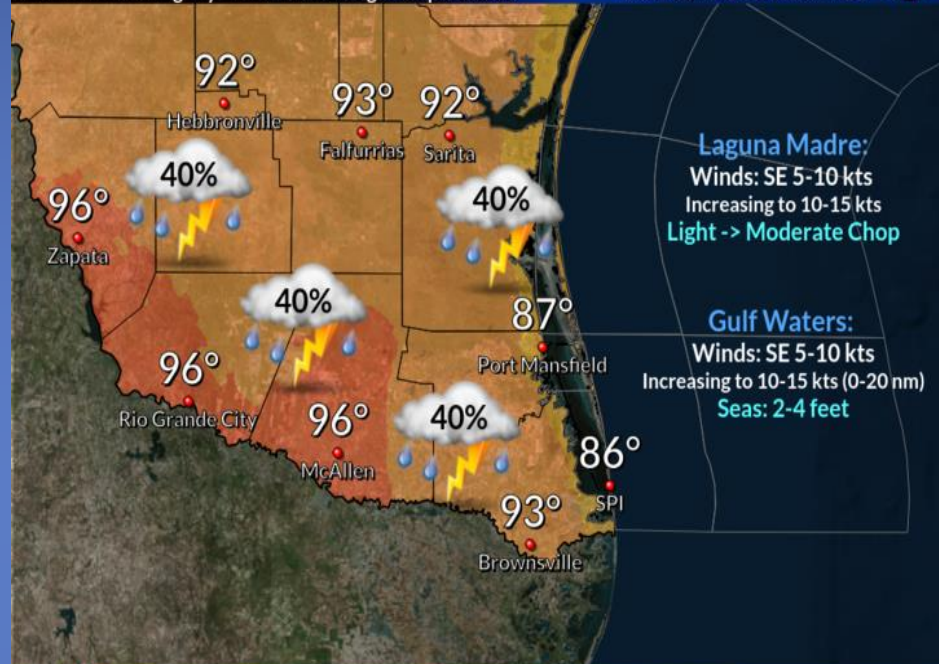 92°
Hebbronville
93°
Falfurrias
92°
Sarita
40%
96°
Zapata
40%
40%
87°
Port Mansfield
96°
Rio Grande City
96°
McAllen
40%
86°
SPI
93°
Brownsville
Laguna Madre:
Winds: SE 5-10 kts
Increasing to 10-15 kts
Light -> Moderate Chop
Gulf Waters:
Winds: SE 5-10 kts
Increasing to 10-15 kts (0-20 nm)
Seas: 2-4 feet